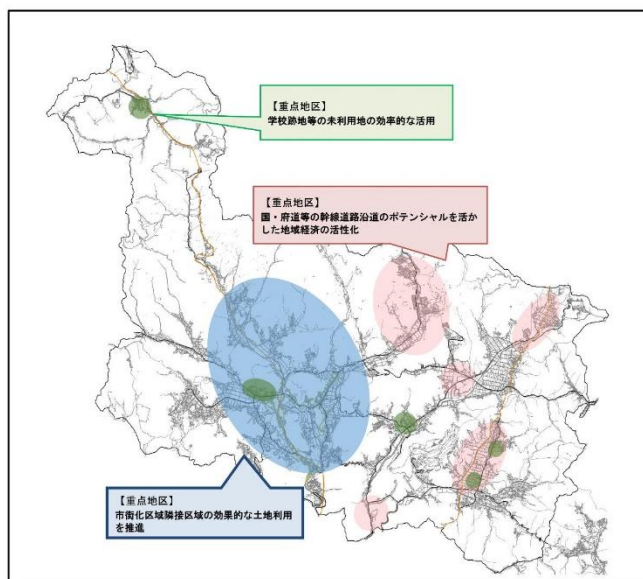 【重点地区】
学校跡地等の未利用地の効率的な活用
【重点地区】
国・府道等の幹線道路沿道のポテンシャルを活か
した地域経済の活性化
【重点地区】
市街化区域隣接区域の効果的な土地利用
を推進